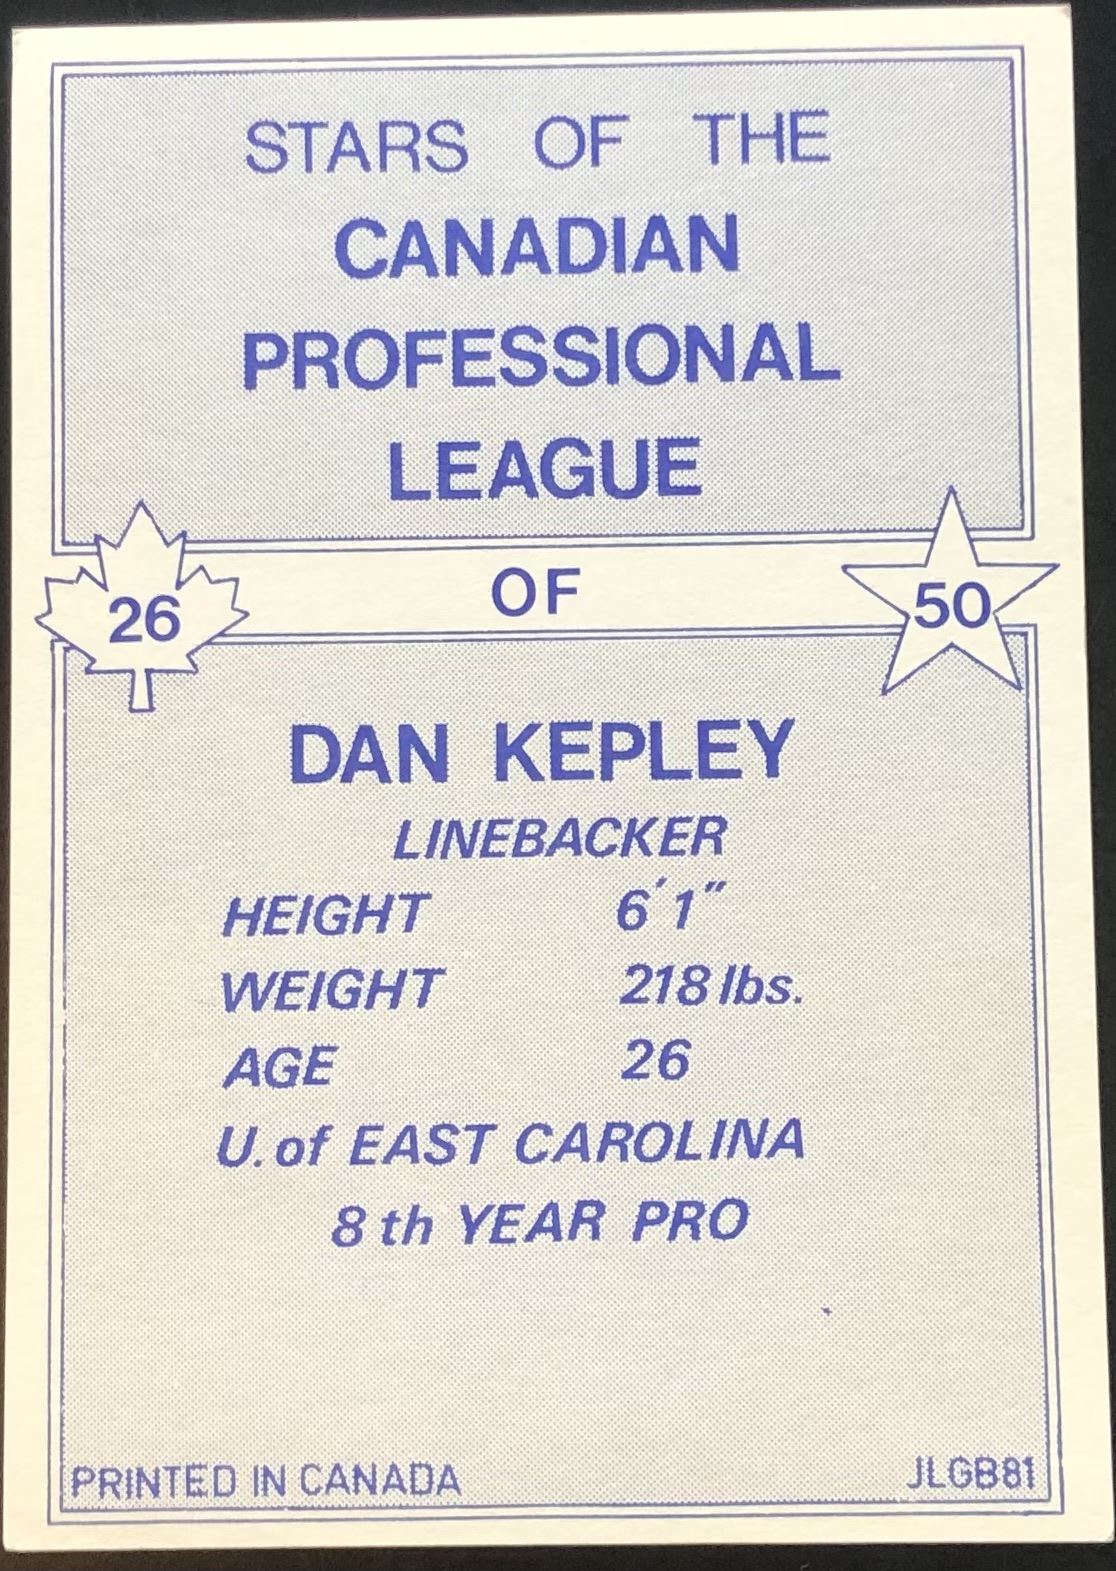 STARS OF THE
CANADIAN
PROFESSIONAL
LEAGUE
26 OF 50
DAN KEPLEY
LINEBACKER
HEIGHT 6'1"
WEIGHT 218 lbs.
AGE 26
U. of EAST CAROLINA
8 th YEAR PRO
PRINTED IN CANADA JLGB81